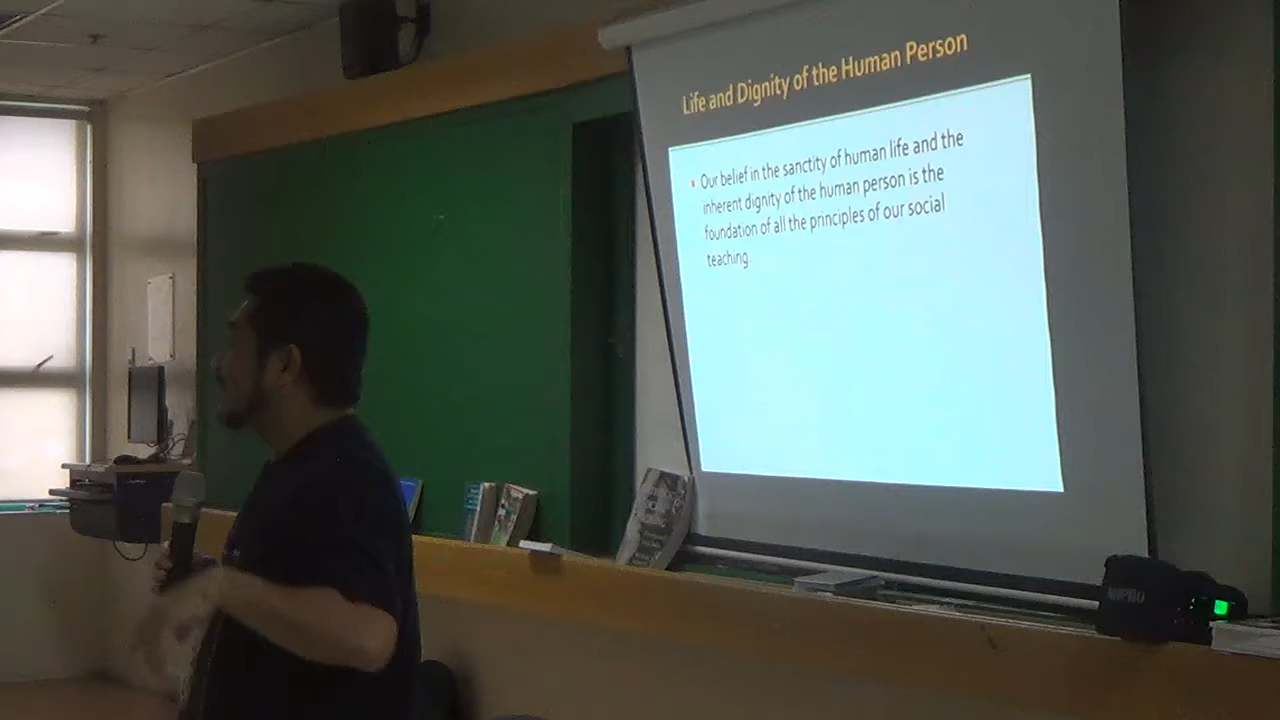 Life and Dignity of the Human Person
Our belief in the sanctity of human life and the
inherent dignity of the human person is the
foundation of all the principles of our social
teaching.